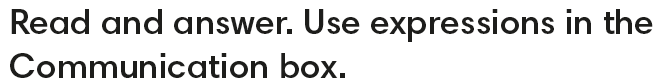 Read and answer. Use expressions in the
Communication box.